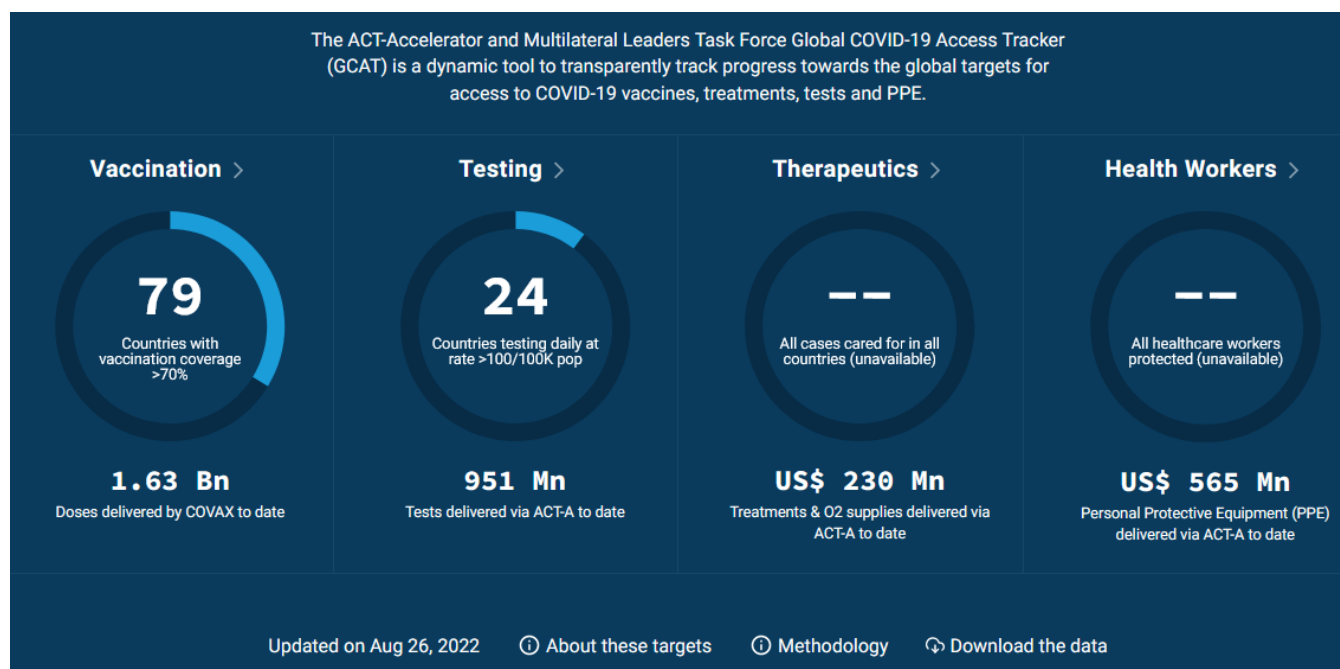 The ACT-Accelerator and Multilateral Leaders Task Force Global COVID-19 Access Tracker
(GCAT) is a dynamic tool to transparently track progress towards the global targets for
access to COVID-19 vaccines, treatments, tests and PPE.
Vaccination >
79
Countries with
vaccination coverage
>70%
1.63 Bn
Doses delivered by COVAX to date
Testing >
24
Countries testing daily at
rate >100/100K pop
951 Mn
Tests delivered via ACT-A to date
Therapeutics >
--
All cases cared for in all
countries (unavailable)
US$ 230 Mn
Treatments & O2 supplies delivered via
ACT-A to date
Health Workers >
--
All healthcare workers
protected (unavailable)
US$ 565 Mn
Personal Protective Equipment (PPE)
delivered via ACT-A to date
Updated on Aug 26, 2022
About these targets
Methodology
Download the data